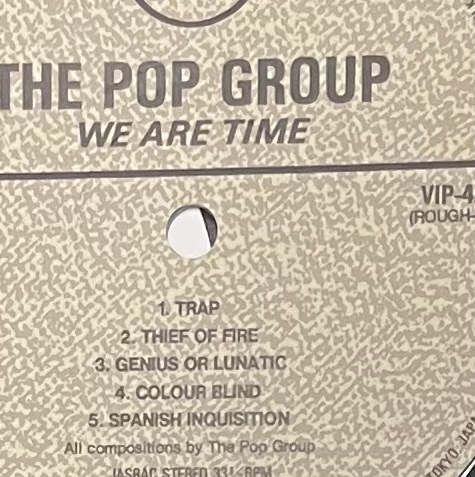 THE POP GROUP
WE ARE TIME
VIP-4
(ROUGH-
1. TRAP
2. THIEF OF FIRE
3. GENIUS OR LUNATIC
4. COLOUR BLIND
5. SPANISH INQUISITION
All compositions by The Pop Group
JASRAC STEREO 33⅓ RPM
TOKYO, JAP